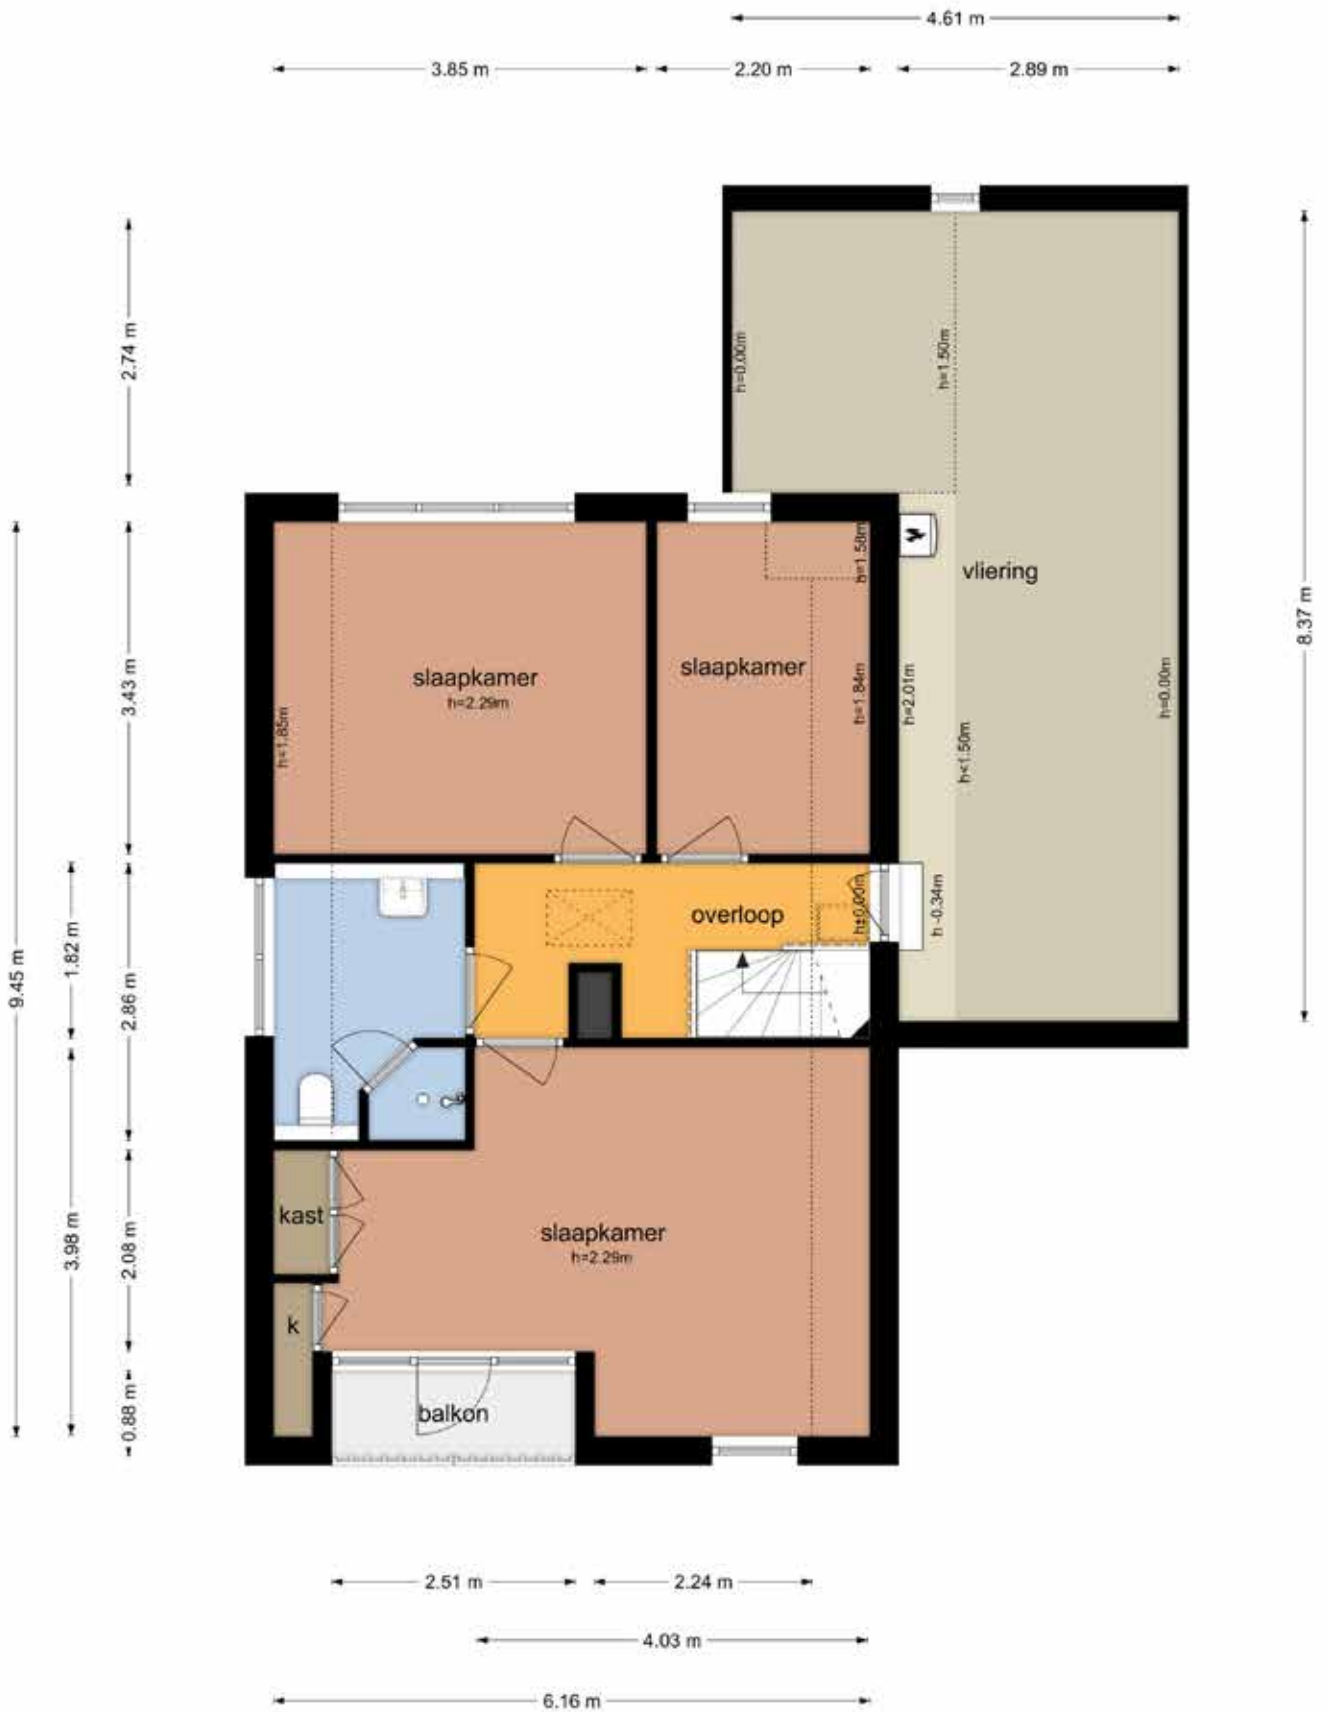 4.61 m
3.85 m
2.20 m
2.89 m
2.74 m
h=0.00m
h=1.50m
9.45 m
3.43 m
8.37 m
slaapkamer
h=2.29m
h=1.85m
slaapkamer
h=1.58m
h=1.84m
vliering
h=2.01m
h<1.50m
h=0.00m
1.82 m
2.86 m
overloop
h±0.00m
h -0.34m
3.98 m
2.08 m
kast
slaapkamer
h=2.29m
k
0.88 m
balkon
2.51 m
2.24 m
4.03 m
6.16 m